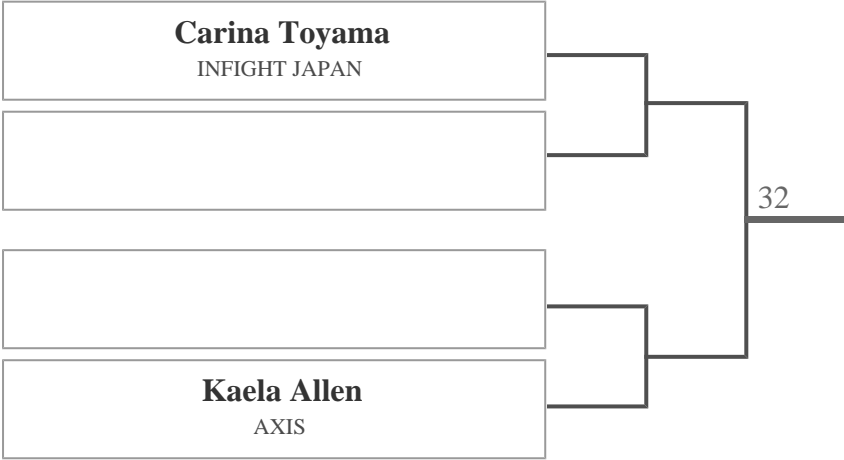 Carina Toyama
INFIGHT JAPAN
32
Kaela Allen
AXIS